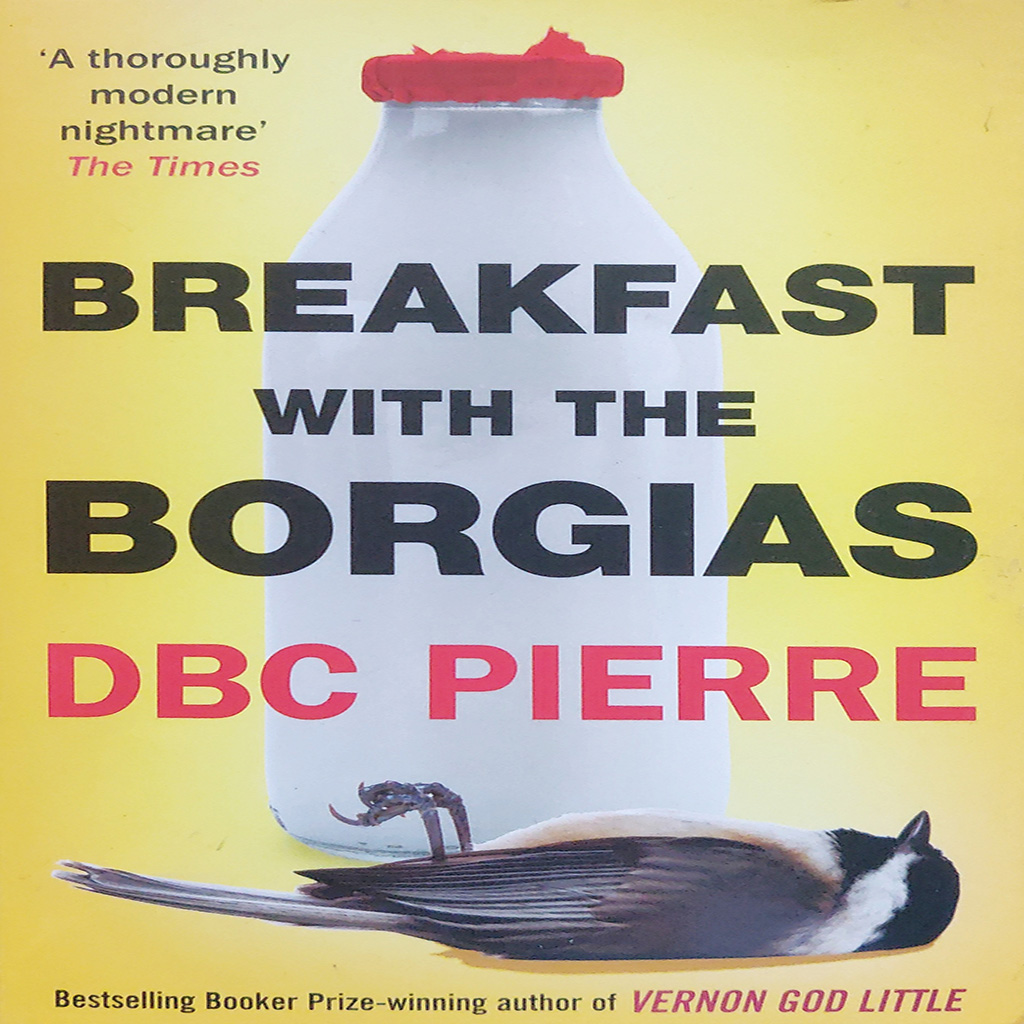 ‘A thoroughly
modern
nightmare’
The Times
BREAKFAST
WITH THE
BORGIAS
DBC PIERRE
Bestselling Booker Prize-winning author of VERNON GOD LITTLE